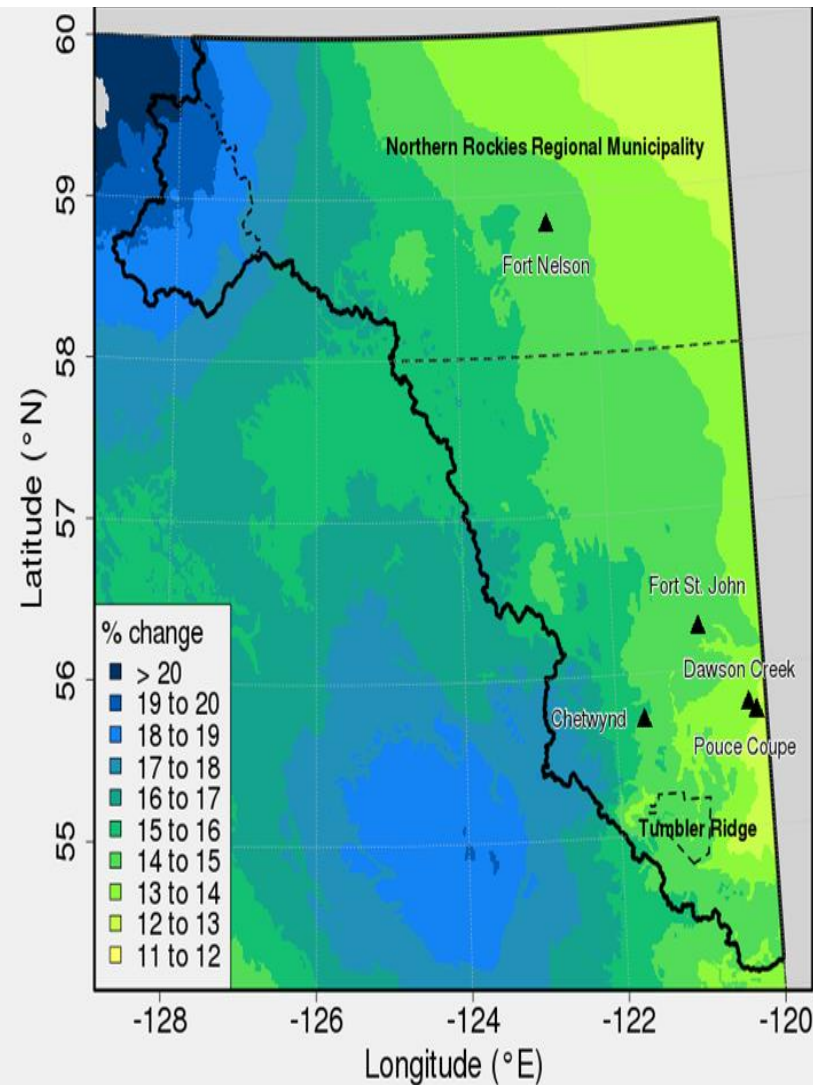 Northern Rockies Regional Municipality
Fort Nelson
Fort St. John
Dawson Creek
Chetwynd
Pouce Coupe
Tumbler Ridge
% change
> 20
19 to 20
18 to 19
17 to 18
16 to 17
15 to 16
14 to 15
13 to 14
12 to 13
11 to 12
60
59
58
57
56
55
Latitude (°N)
-128 -126 -124 -122 -120
Longitude (°E)